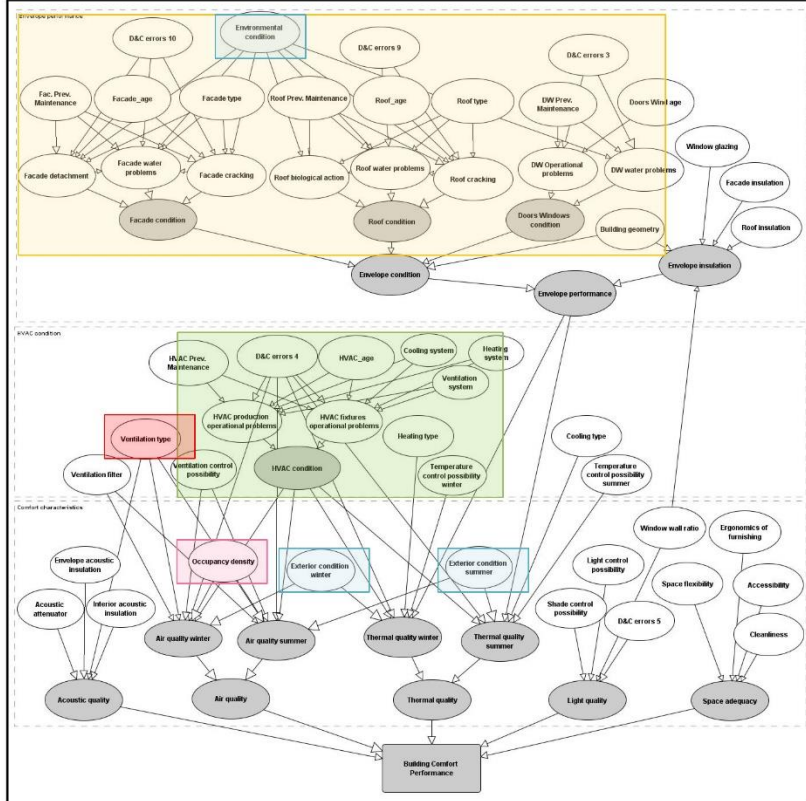 Envelope performance
D&C errors 10
Environmental
condition
D&C errors 9
D&C errors 3
Fac. Prev.
Maintenance
Facade_age
Facade type
Roof Prev. Maintenance
Roof_age
Roof type
DW Prev.
Maintenance
Doors Wind age
Facade detachment
Facade water
problems
Facade cracking
Roof biological action
Roof water problems
Roof cracking
DW Operational
problems
DW water problems
Window glazing
Facade insulation
Roof insulation
Facade condition
Roof condition
Doors Windows
condition
Building geometry
Envelope condition
Envelope insulation
Envelope performance
HVAC condition
HVAC Prev.
Maintenance
D&C errors 4
HVAC_age
Cooling system
Heating
system
Ventilation
system
HVAC production
operational problems
HVAC fixtures
operational problems
Ventilation type
Heating type
Cooling type
Ventilation filter
Ventilation control
possibility
HVAC condition
Temperature
control possibility
winter
Temperature
control possibility
summer
Comfort characteristics
Window wall ratio
Ergonomics of
furnishing
Envelope acoustic
insulation
Occupancy density
Exterior condition
winter
Exterior condition
summer
Light control
possibility
Space flexibility
Accessibility
Acoustic
attenuator
Interior acoustic
insulation
Shade control
possibility
D&C errors 5
Cleanliness
Air quality winter
Air quality summer
Thermal quality winter
Thermal quality
summer
Acoustic quality
Air quality
Thermal quality
Light quality
Space adequacy
Building Comfort
Performance